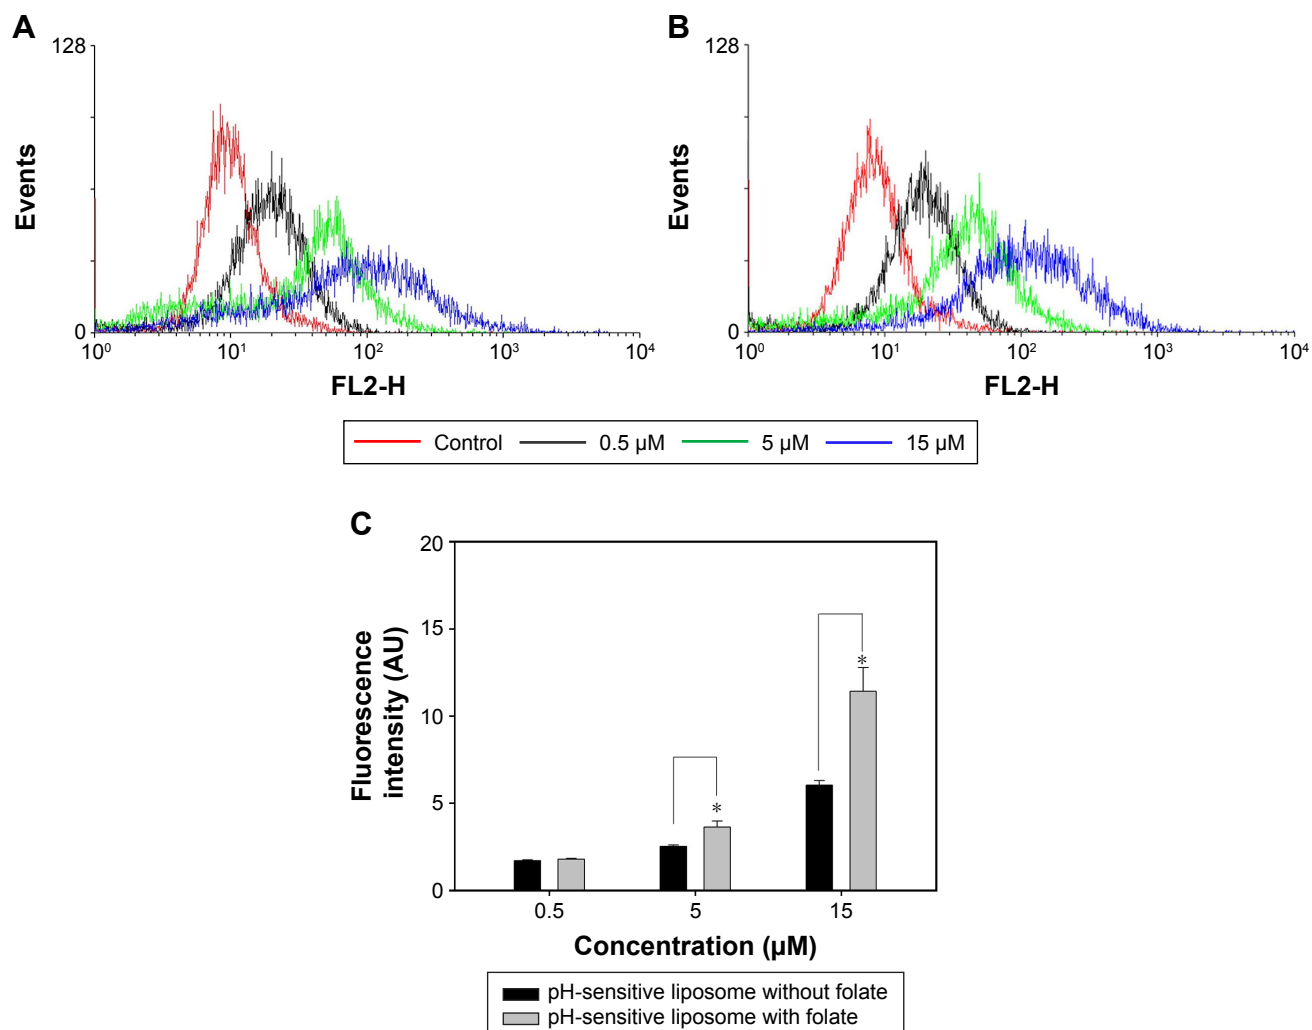 A
128
Events
0
10⁰ 10¹ 10² 10³ 10⁴
FL2-H
B
128
Events
0
10⁰ 10¹ 10² 10³ 10⁴
FL2-H
Control 0.5 µM 5 µM 15 µM
C
20
15
10
5
0
Fluorescence
intensity (AU)
*
*
0.5 5 15
Concentration (µM)
pH-sensitive liposome without folate
pH-sensitive liposome with folate